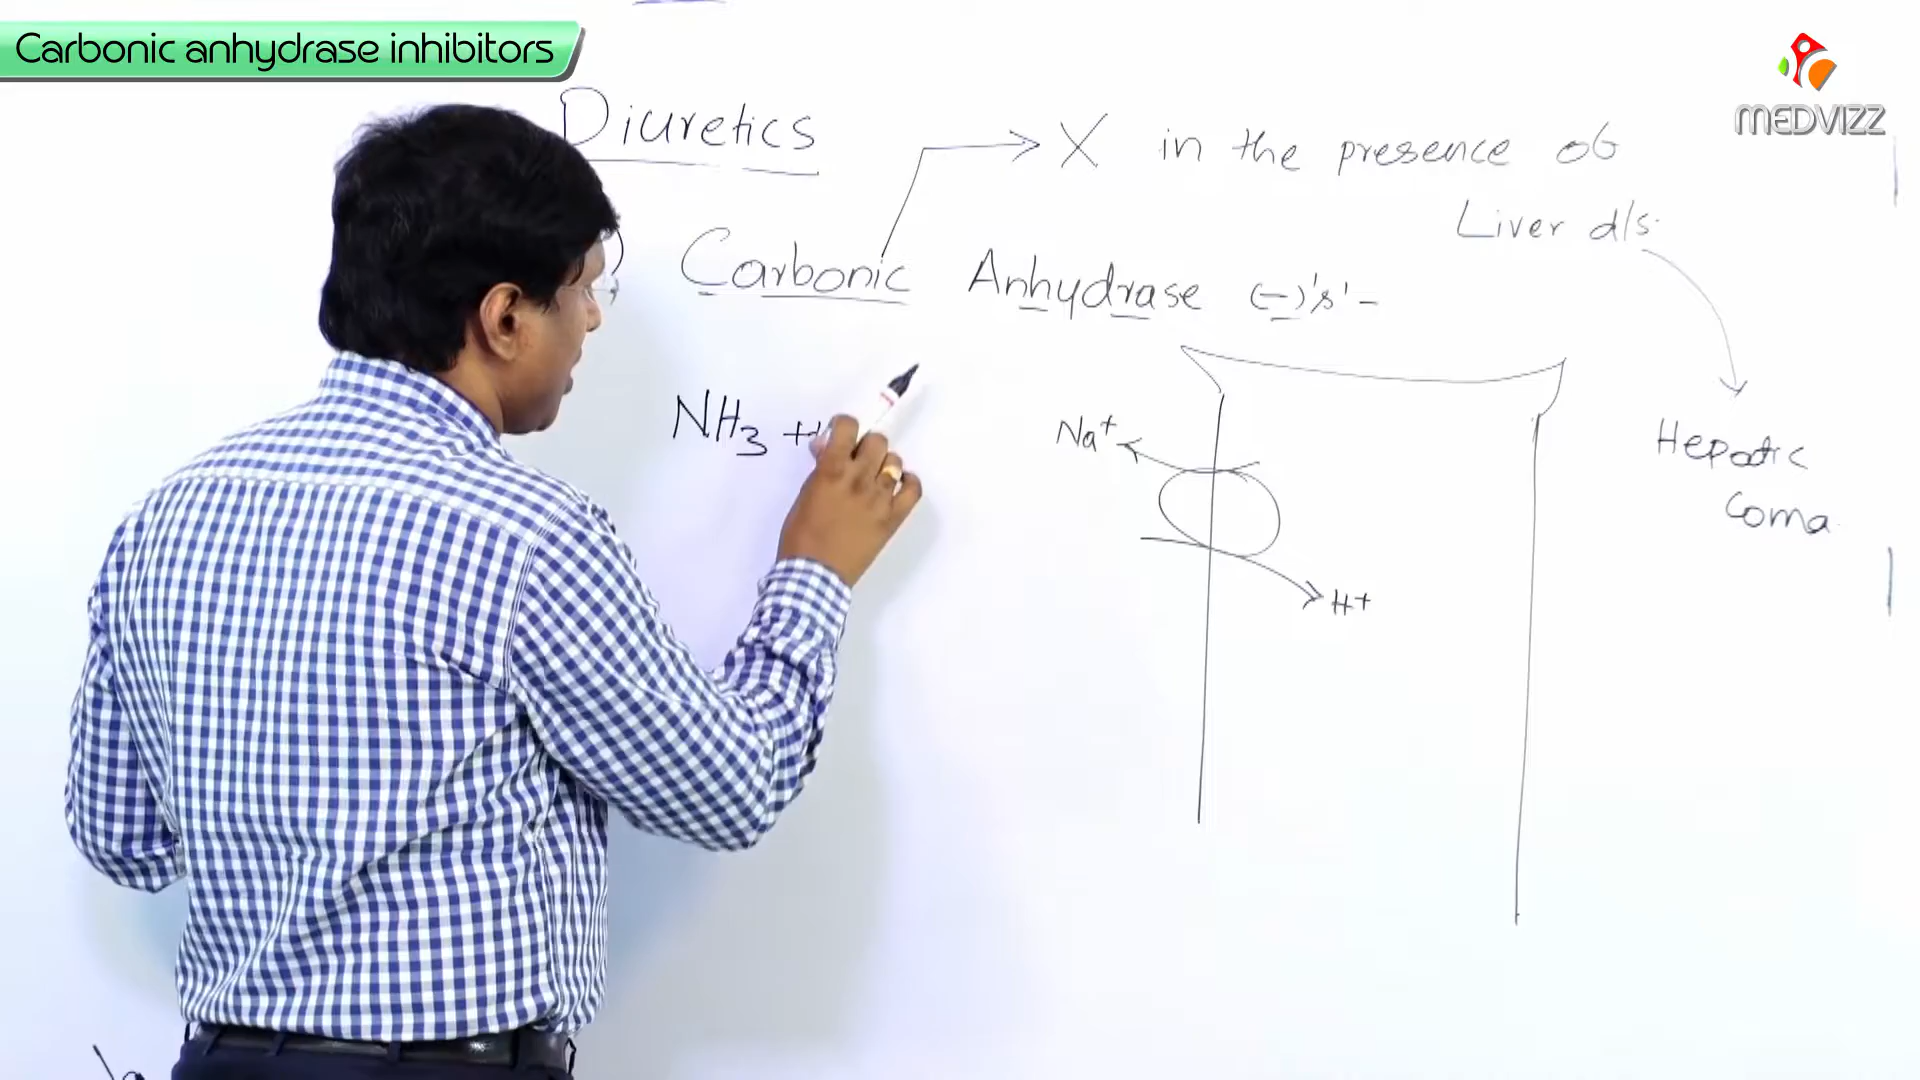 Carbonic anhydrase inhibitors
MEDVIZZ
Diuretics
X in the presence of
Liver d/s
Carbonic Anhydrase (-)'s' -
NH3 + H
Na+
Hepatic
Coma
H+